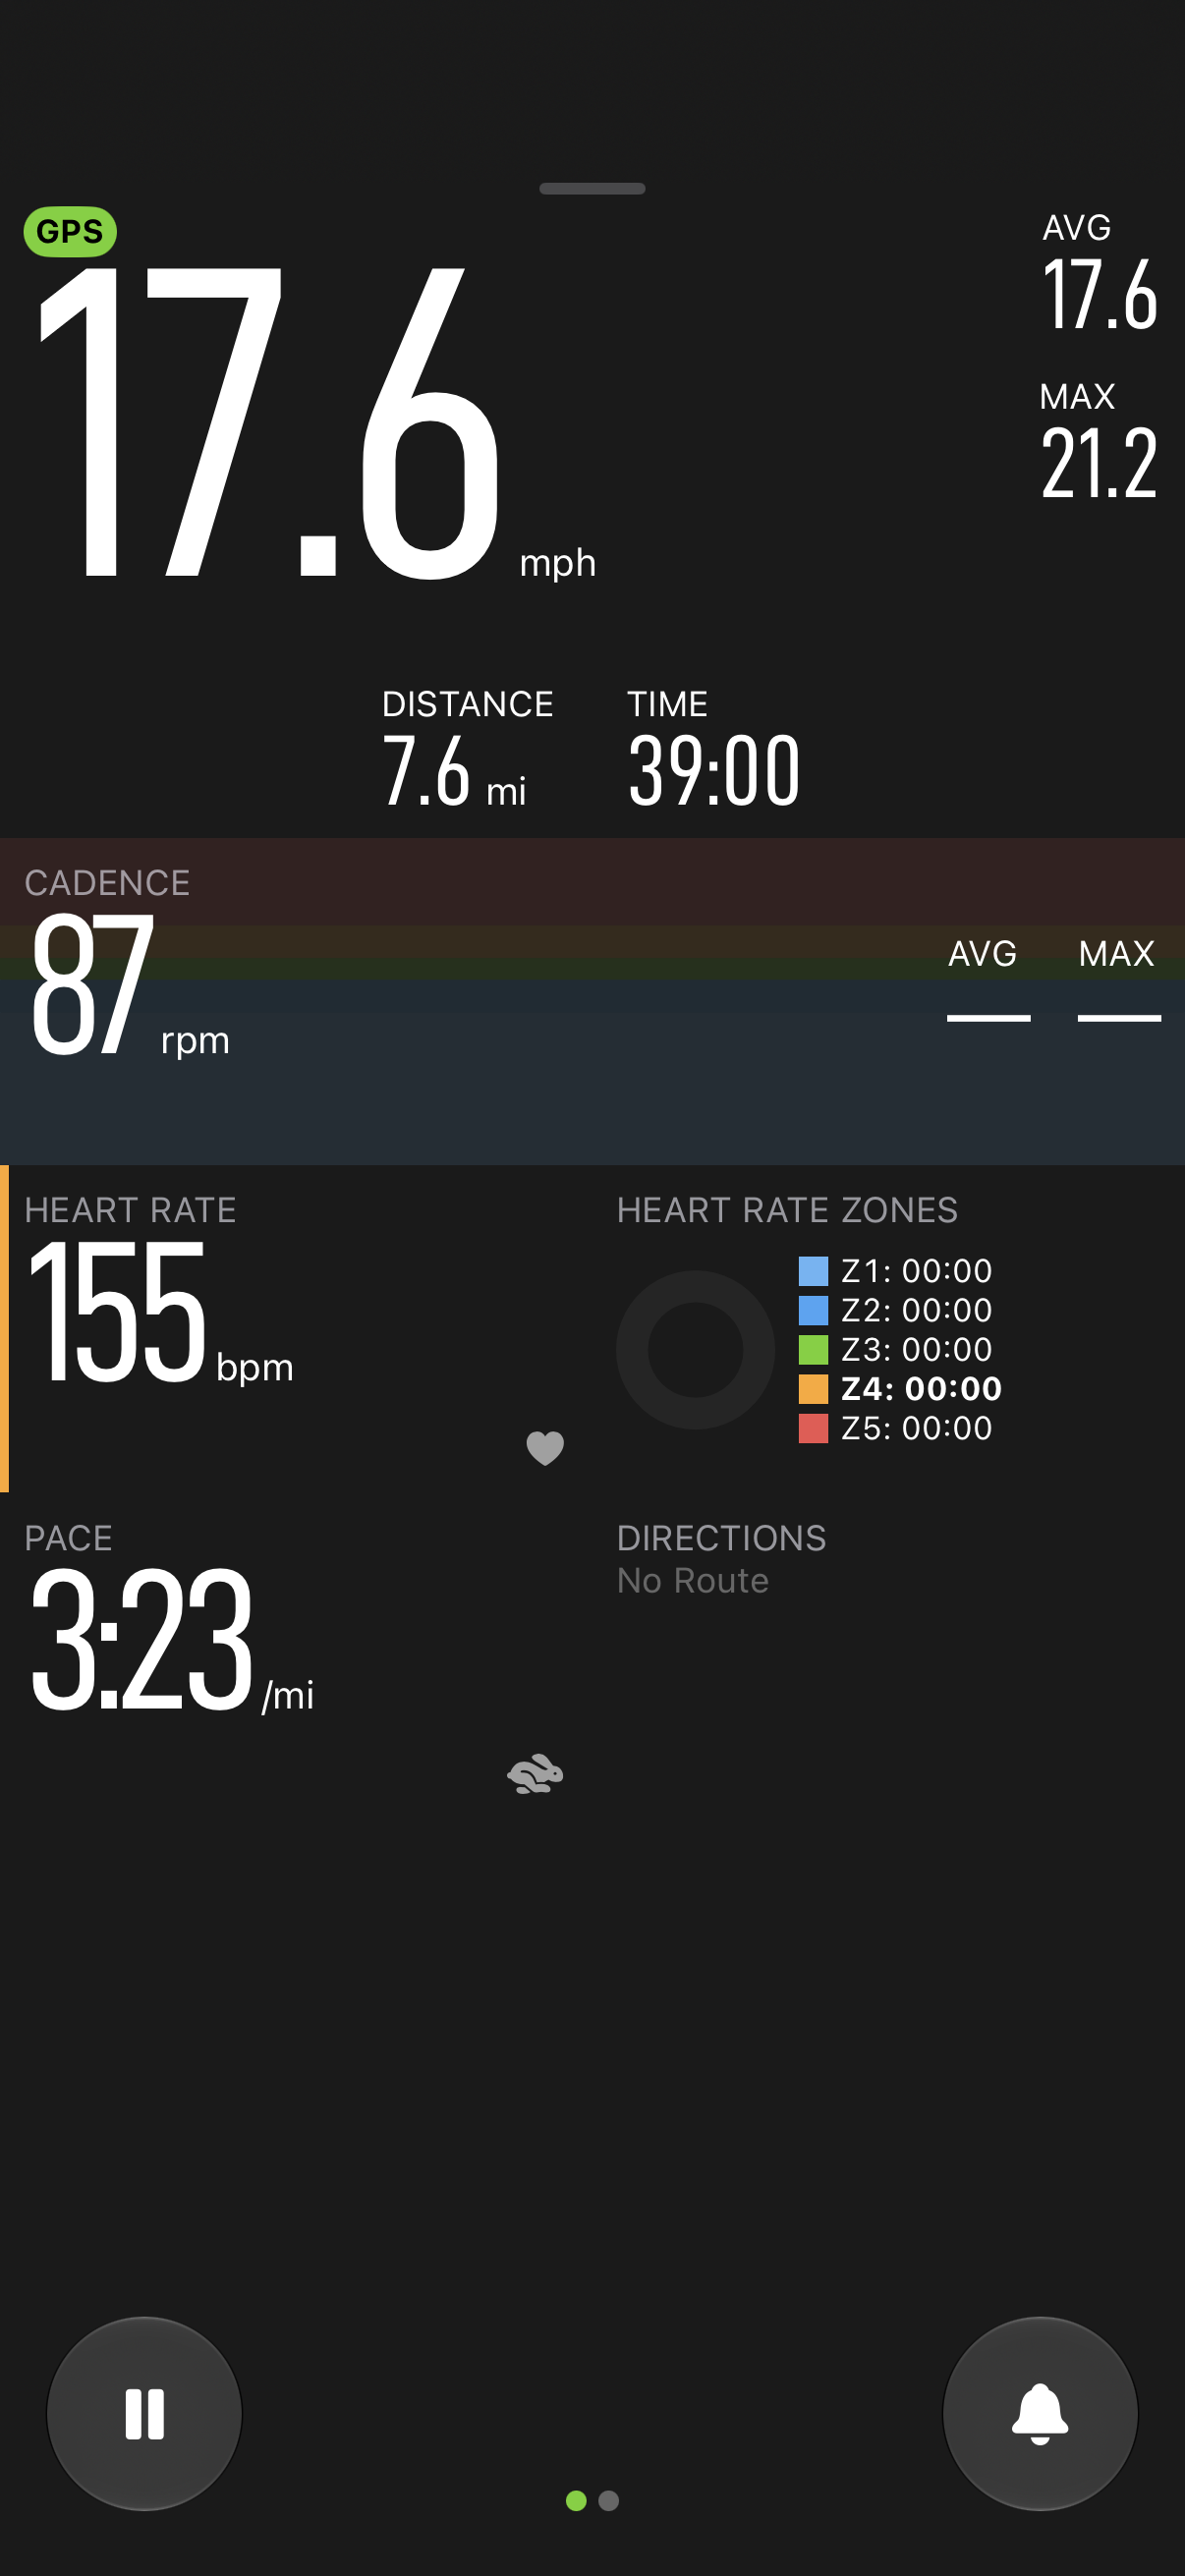 GPS
17.6 mph
AVG
17.6
MAX
21.2
DISTANCE
7.6 mi
TIME
39:00
CADENCE
87 rpm
AVG
MAX
HEART RATE
155 bpm
HEART RATE ZONES
Z1: 00:00
Z2: 00:00
Z3: 00:00
Z4: 00:00
Z5: 00:00
PACE
3:23 /mi
DIRECTIONS
No Route